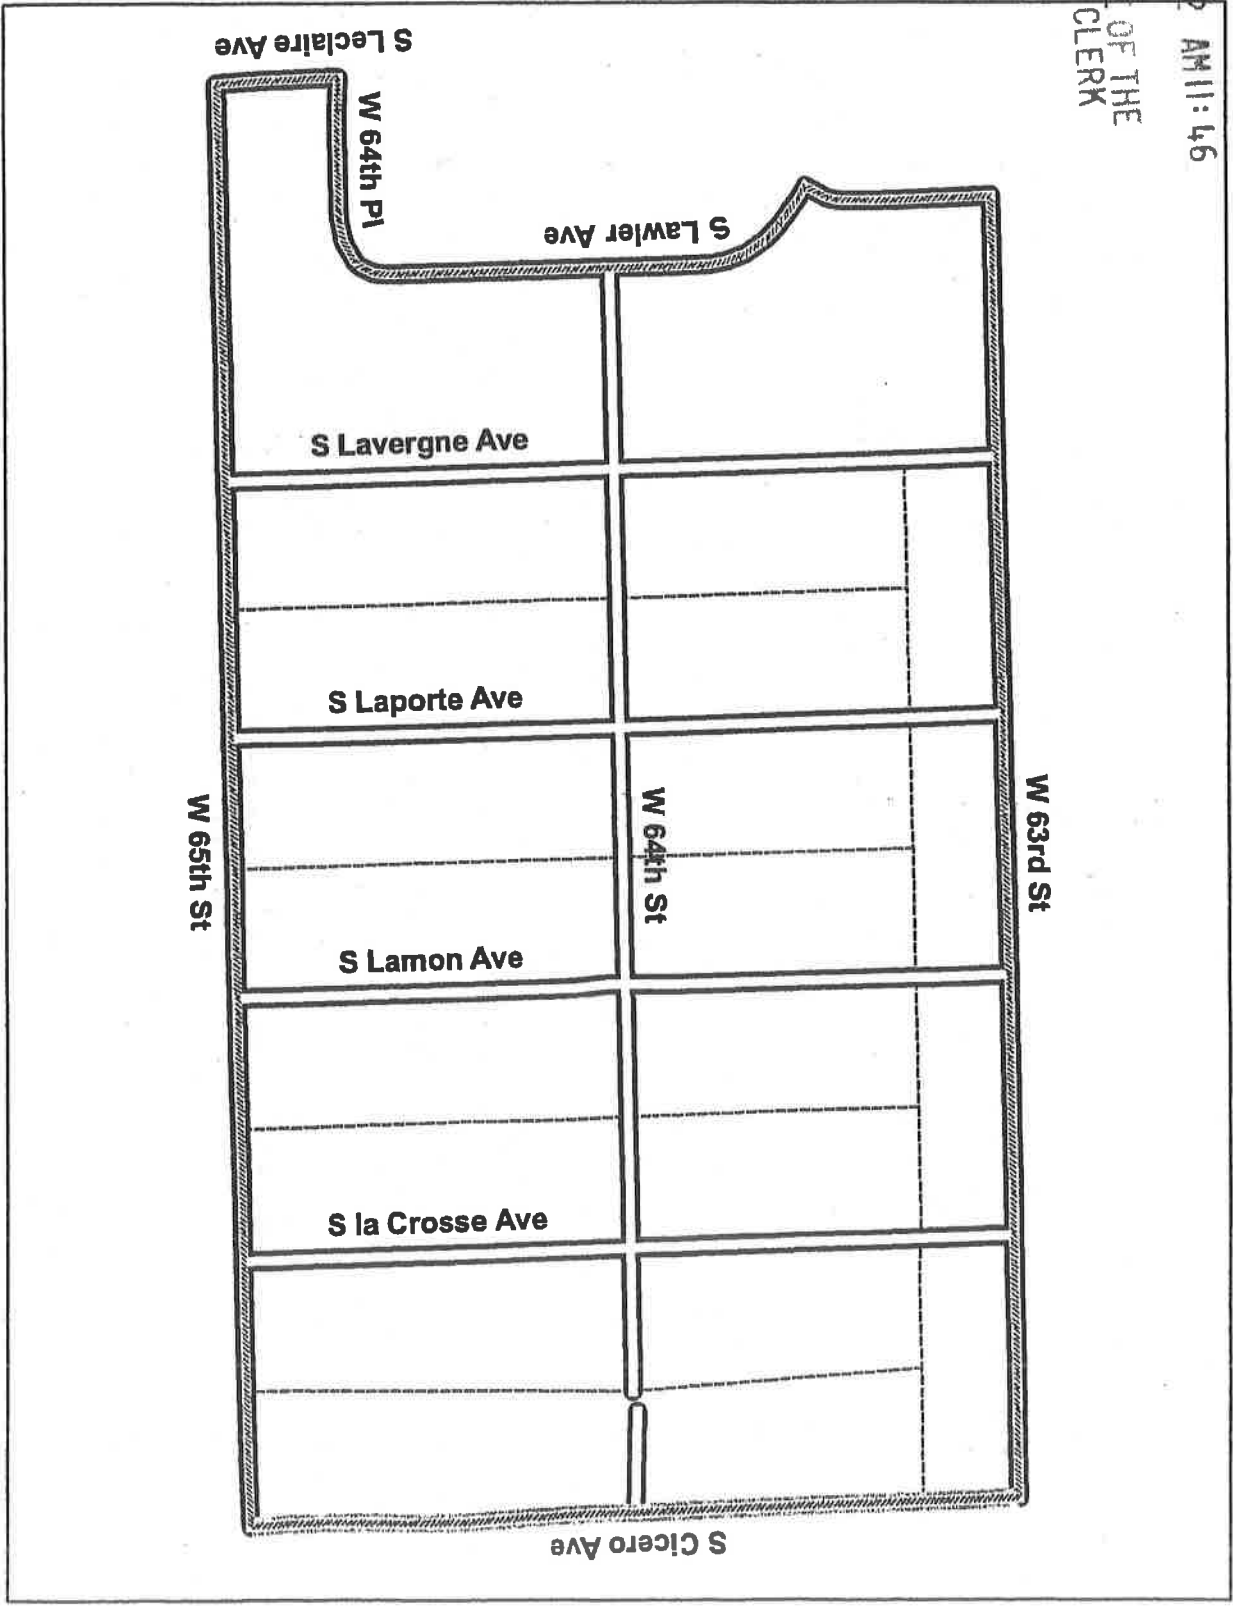 AM 11:46
OF THE
CLERK
S Leclaire Ave
W 64th Pl
S Lawler Ave
S Lavergne Ave
S Laporte Ave
W 65th St
W 64th St
W 63rd St
S Lamon Ave
S la Crosse Ave
S Cicero Ave